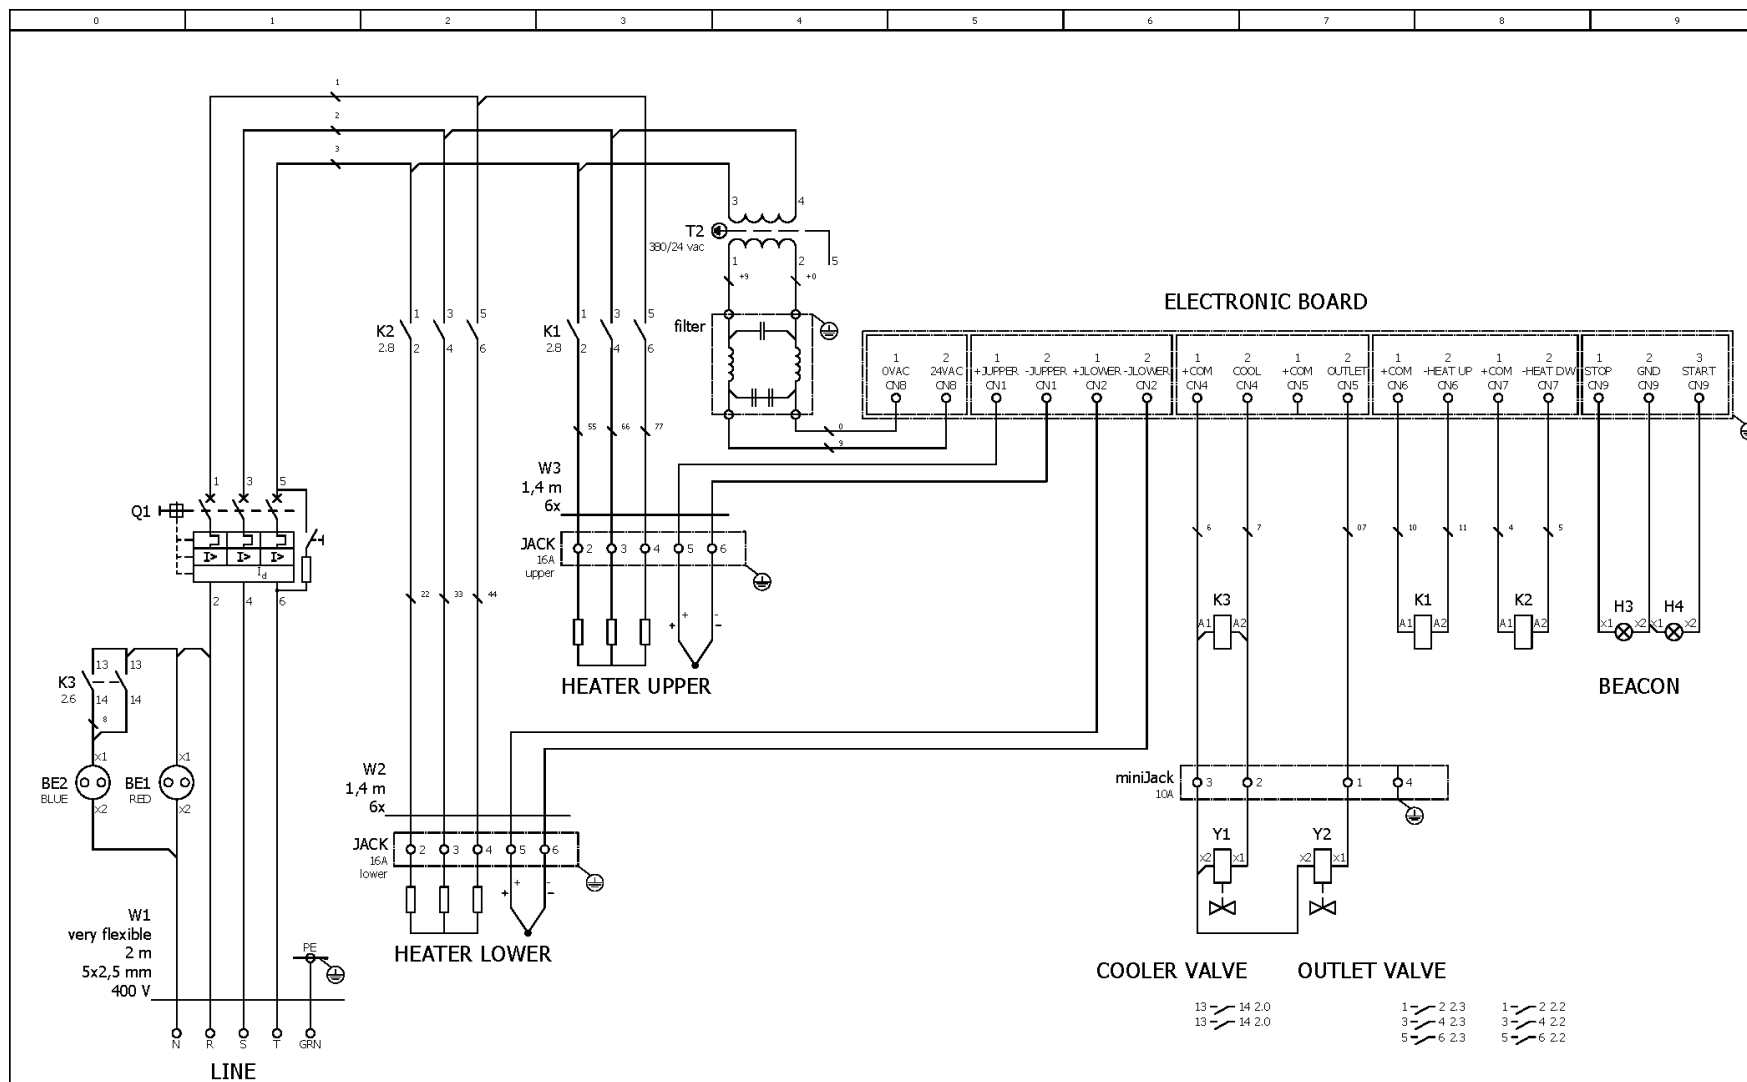 0 1 2 3 4 5 6 7 8 9
1
2
3
3 4
T2
380/24 vac
1 2 5
+9 +0
ELECTRONIC BOARD
K2
2.8
1 3 5
2 4 6
K1
2.8
1 3 5
2 4 6
filter
1 2 1 2 1 2 1 2 1 2 1 2 1 2 1 2 3
0VAC 24VAC +JUPPER -JUPPER +JLOWER -JLOWER +COM COOL +COM OUTLET +COM -HEAT UP +COM -HEAT DW STOP GND START
CN8 CN8 CN1 CN1 CN2 CN2 CN4 CN4 CN5 CN5 CN6 CN6 CN7 CN7 CN9 CN9 CN9
55 66 77
0
9
W3
1,4 m
6x
1 3 5
Q1
I> I> I>
Id
2 4 6
6 7 07 10 11 4 5
JACK
16A
upper
2 3 4 5 6
22 33 44
+ -
+ -
K3
A1 A2
K1
A1 A2
K2
A1 A2
H3 H4
x1 x2 x1 x2
HEATER UPPER
BEACON
K3
2.6
13 13
14 14
8
x1 x1
BE2
BLUE
BE1
RED
x2 x2
W2
1,4 m
6x
miniJack
10A
3 2 1 4
JACK
16A
lower
2 3 4 5 6
+ -
+ -
Y1
x2 x1
Y2
x2 x1
W1
very flexible
2 m
5x2,5 mm
400 V
PE
HEATER LOWER
COOLER VALVE OUTLET VALVE
13 14 2.0
13 14 2.0
1 2 2.3
3 4 2.3
5 6 2.3
1 2 2.2
3 4 2.2
5 6 2.2
N R S T GRN
LINE